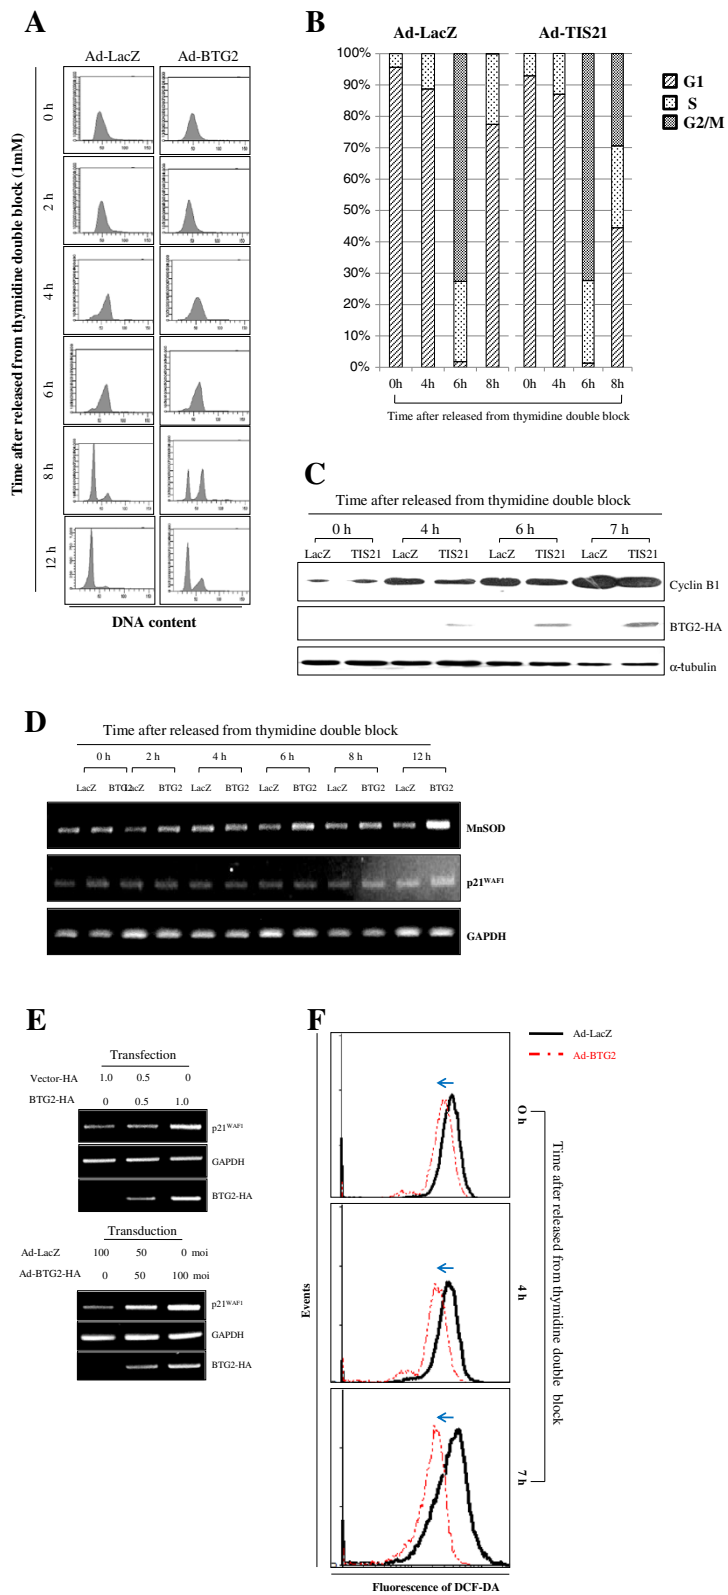 A
Ad-LacZ Ad-BTG2
Time after released from thymidine double block (1mM)
0 h
2 h
4 h
6 h
8 h
12 h
DNA content
B
Ad-LacZ Ad-TIS21
100%
90%
80%
70%
60%
50%
40%
30%
20%
10%
0%
0h 4h 6h 8h 0h 4h 6h 8h
Time after released from thymidine double block
G1
S
G2/M
C
Time after released from thymidine double block
0 h 4 h 6 h 7 h
LacZ TIS21 LacZ TIS21 LacZ TIS21 LacZ TIS21
Cyclin B1
BTG2-HA
α-tubulin
D
Time after released from thymidine double block
0 h 2 h 4 h 6 h 8 h 12 h
LacZ BTG2 LacZ BTG2 LacZ BTG2 LacZ BTG2 LacZ BTG2 LacZ BTG2
MnSOD
p21WAF1
GAPDH
E
Transfection
Vector-HA 1.0 0.5 0
BTG2-HA 0 0.5 1.0
p21WAF1
GAPDH
BTG2-HA
Transduction
Ad-LacZ 100 50 0 moi
Ad-BTG2-HA 0 50 100 moi
p21WAF1
GAPDH
BTG2-HA
F
Ad-LacZ
Ad-BTG2
Events
O h
4 h
7 h
Time after released from thymidine double block
Fluorescence of DCF-DA